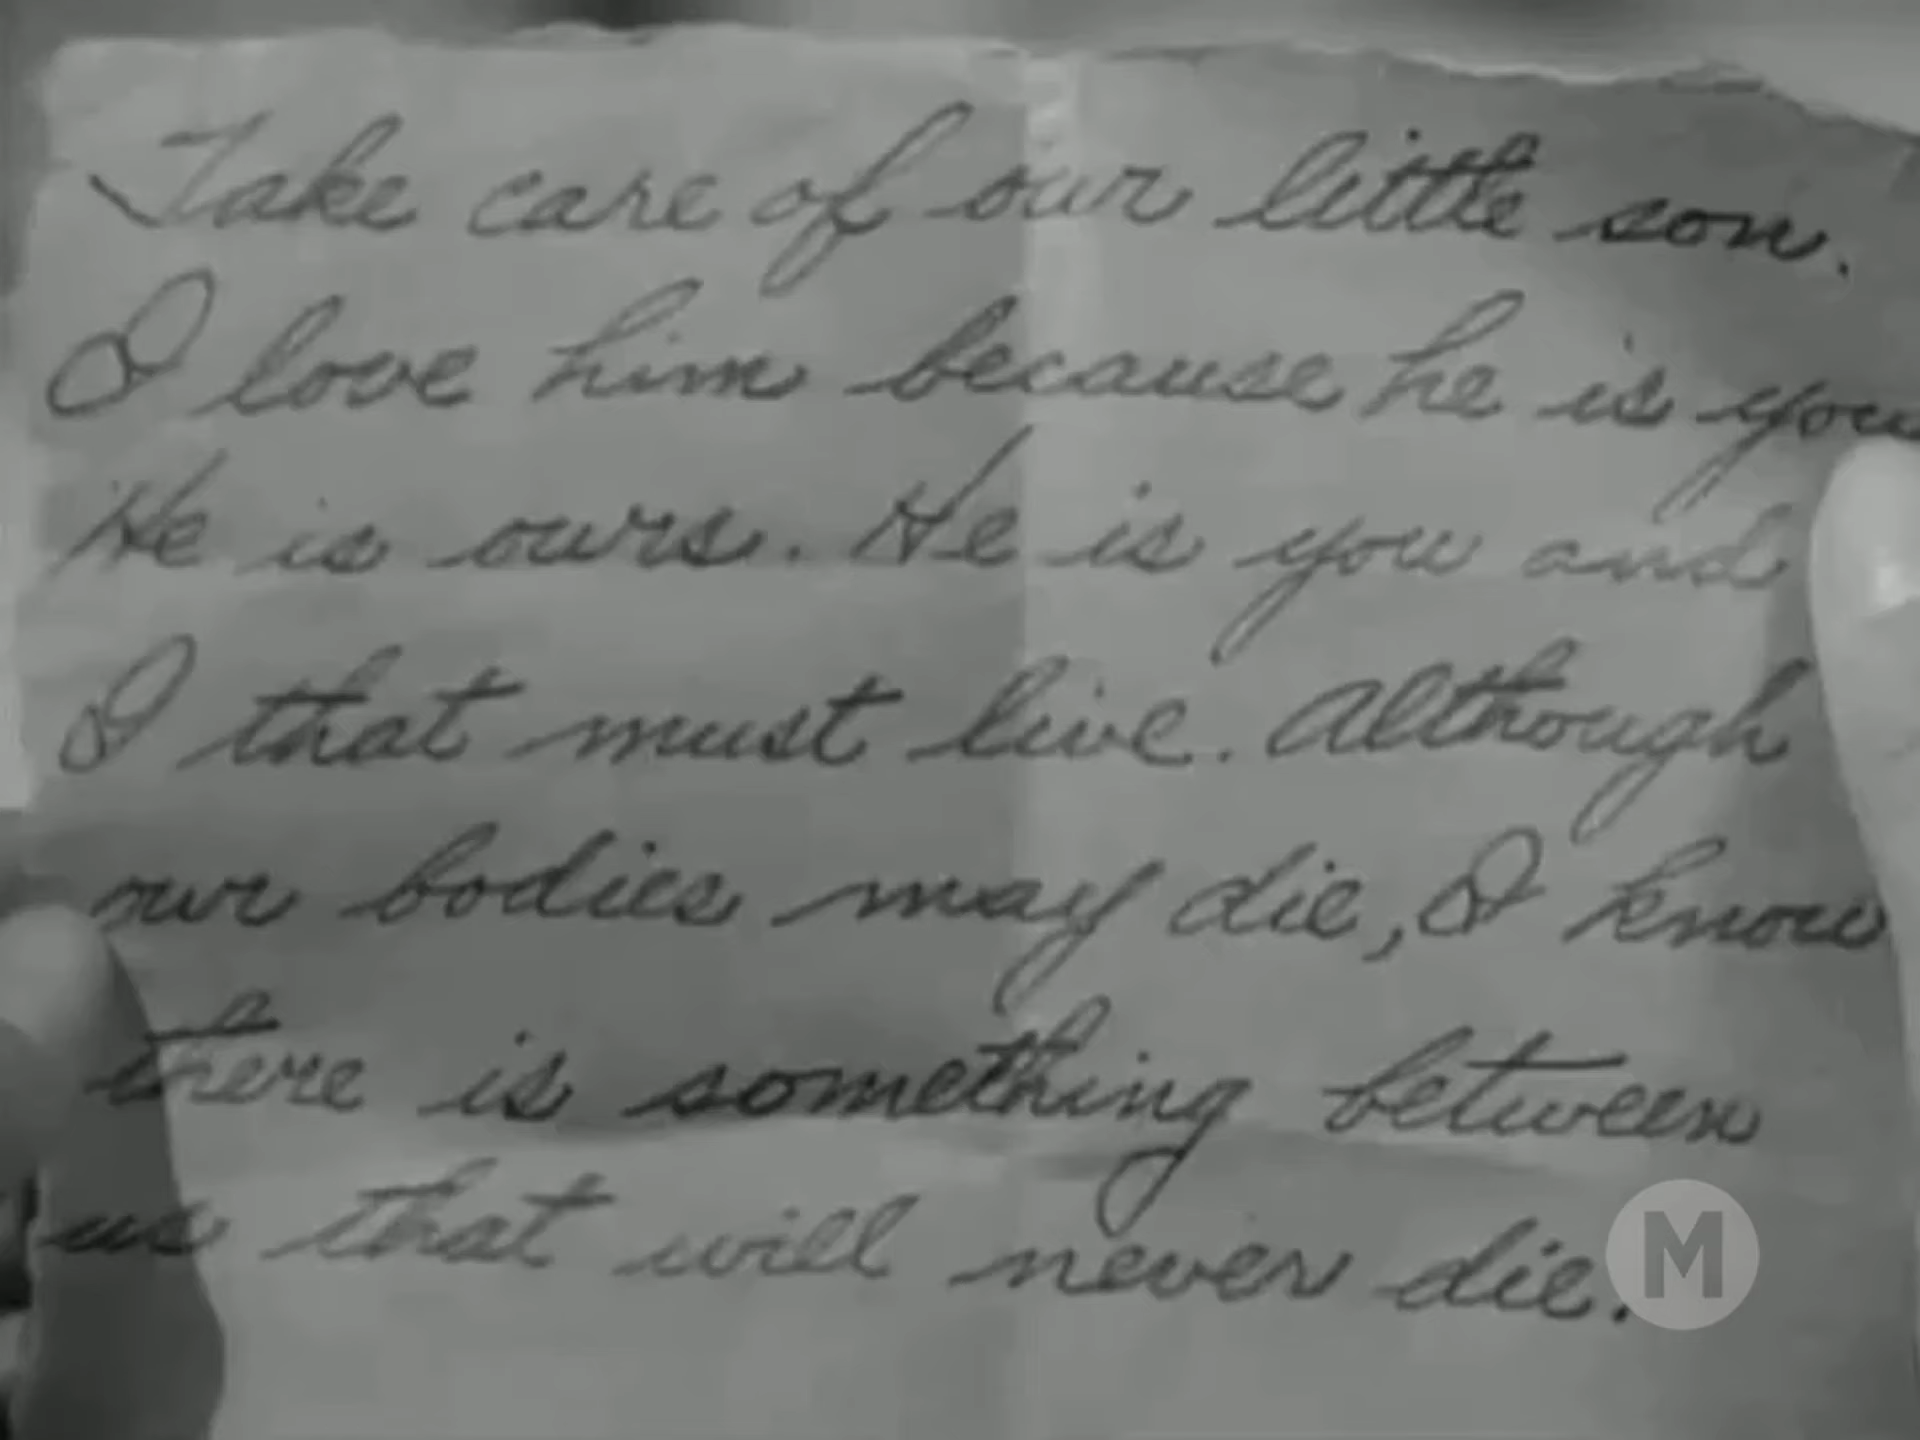 Take care of our little son.
I love him because he is you
He is ours. He is you and
I that must live. Although
our bodies may die, I know
there is something between
us that will never die.
M